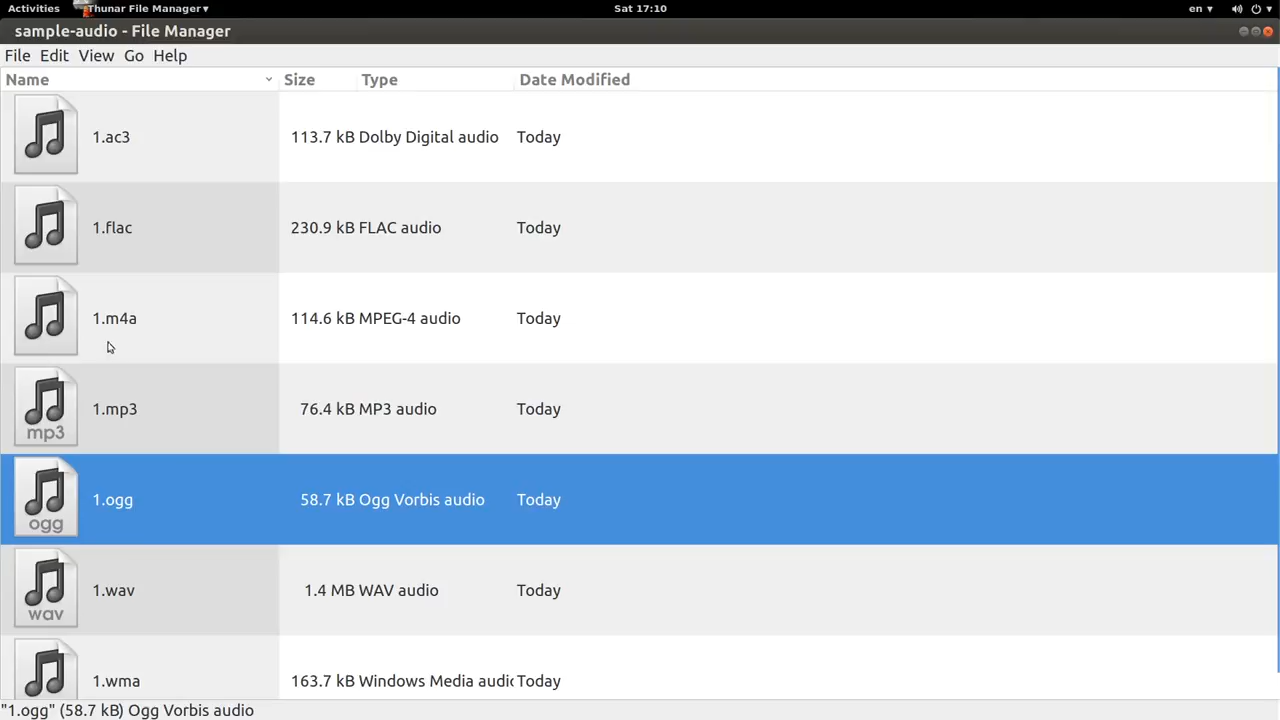 Activities Thunar File Manager▾ Sat 17:10 en ▾ ▾
sample-audio - File Manager
File Edit View Go Help
Name Size Type Date Modified
1.ac3 113.7 kB Dolby Digital audio Today
1.flac 230.9 kB FLAC audio Today
1.m4a 114.6 kB MPEG-4 audio Today
1.mp3 76.4 kB MP3 audio Today
mp3
1.ogg 58.7 kB Ogg Vorbis audio Today
ogg
1.wav 1.4 MB WAV audio Today
wav
1.wma 163.7 kB Windows Media audio Today
"1.ogg" (58.7 kB) Ogg Vorbis audio